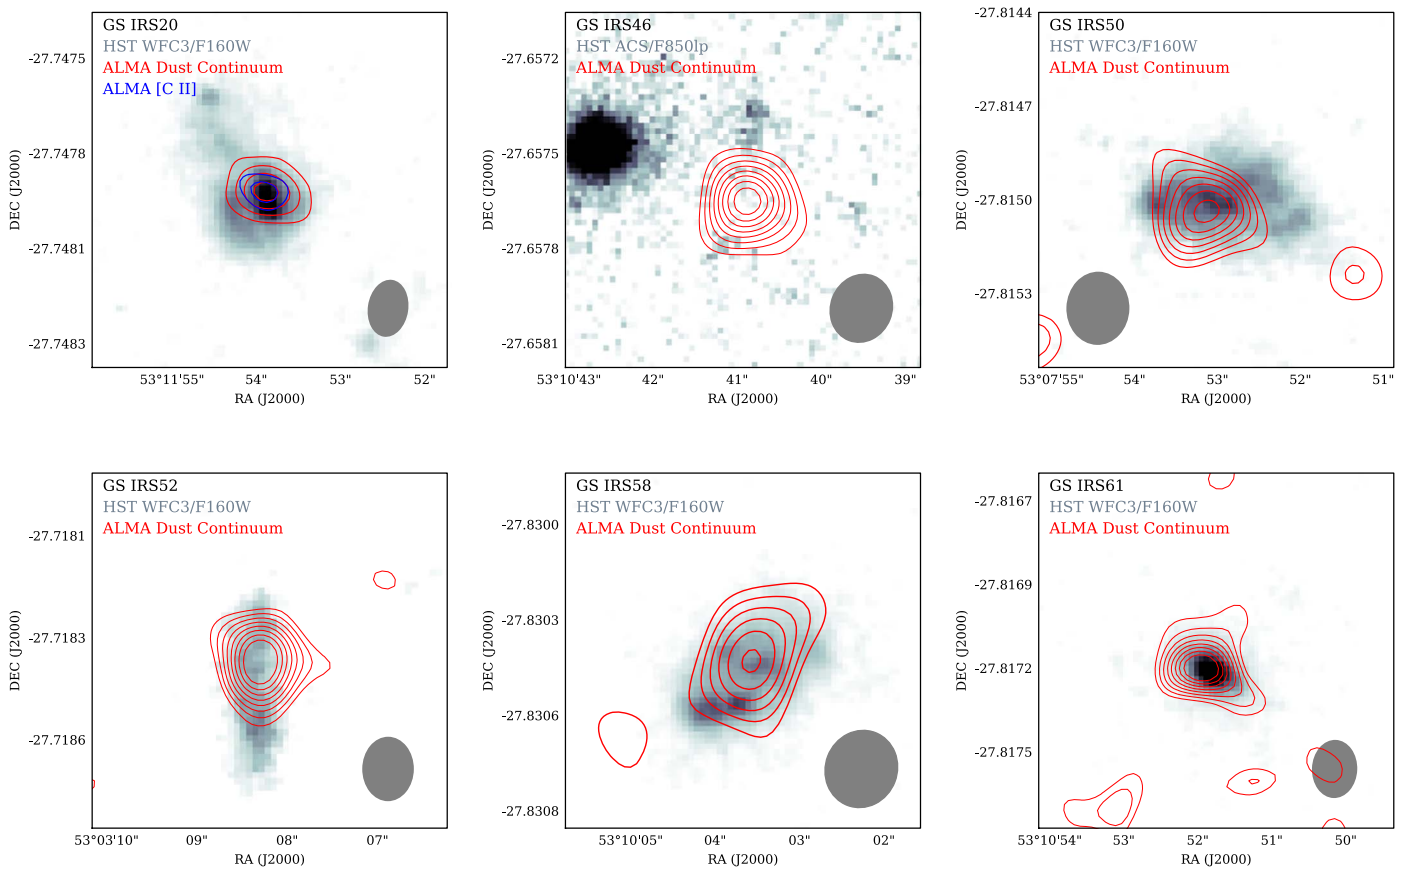 GS IRS20
HST WFC3/F160W
ALMA Dust Continuum
ALMA [C II]
-27.7475
-27.7478
-27.7481
-27.7483
DEC (J2000)
53°11'55"
54"
53"
52"
RA (J2000)
GS IRS46
HST ACS/F850lp
ALMA Dust Continuum
-27.6572
-27.6575
-27.6578
-27.6581
DEC (J2000)
53°10'43"
42"
41"
40"
39"
RA (J2000)
GS IRS50
HST WFC3/F160W
ALMA Dust Continuum
-27.8144
-27.8147
-27.8150
-27.8153
DEC (J2000)
53°07'55"
54"
53"
52"
51"
RA (J2000)
GS IRS52
HST WFC3/F160W
ALMA Dust Continuum
-27.7181
-27.7183
-27.7186
DEC (J2000)
53°03'10"
09"
08"
07"
RA (J2000)
GS IRS58
HST WFC3/F160W
ALMA Dust Continuum
-27.8300
-27.8303
-27.8306
-27.8308
DEC (J2000)
53°10'05"
04"
03"
02"
RA (J2000)
GS IRS61
HST WFC3/F160W
ALMA Dust Continuum
-27.8167
-27.8169
-27.8172
-27.8175
DEC (J2000)
53°10'54"
53"
52"
51"
50"
RA (J2000)